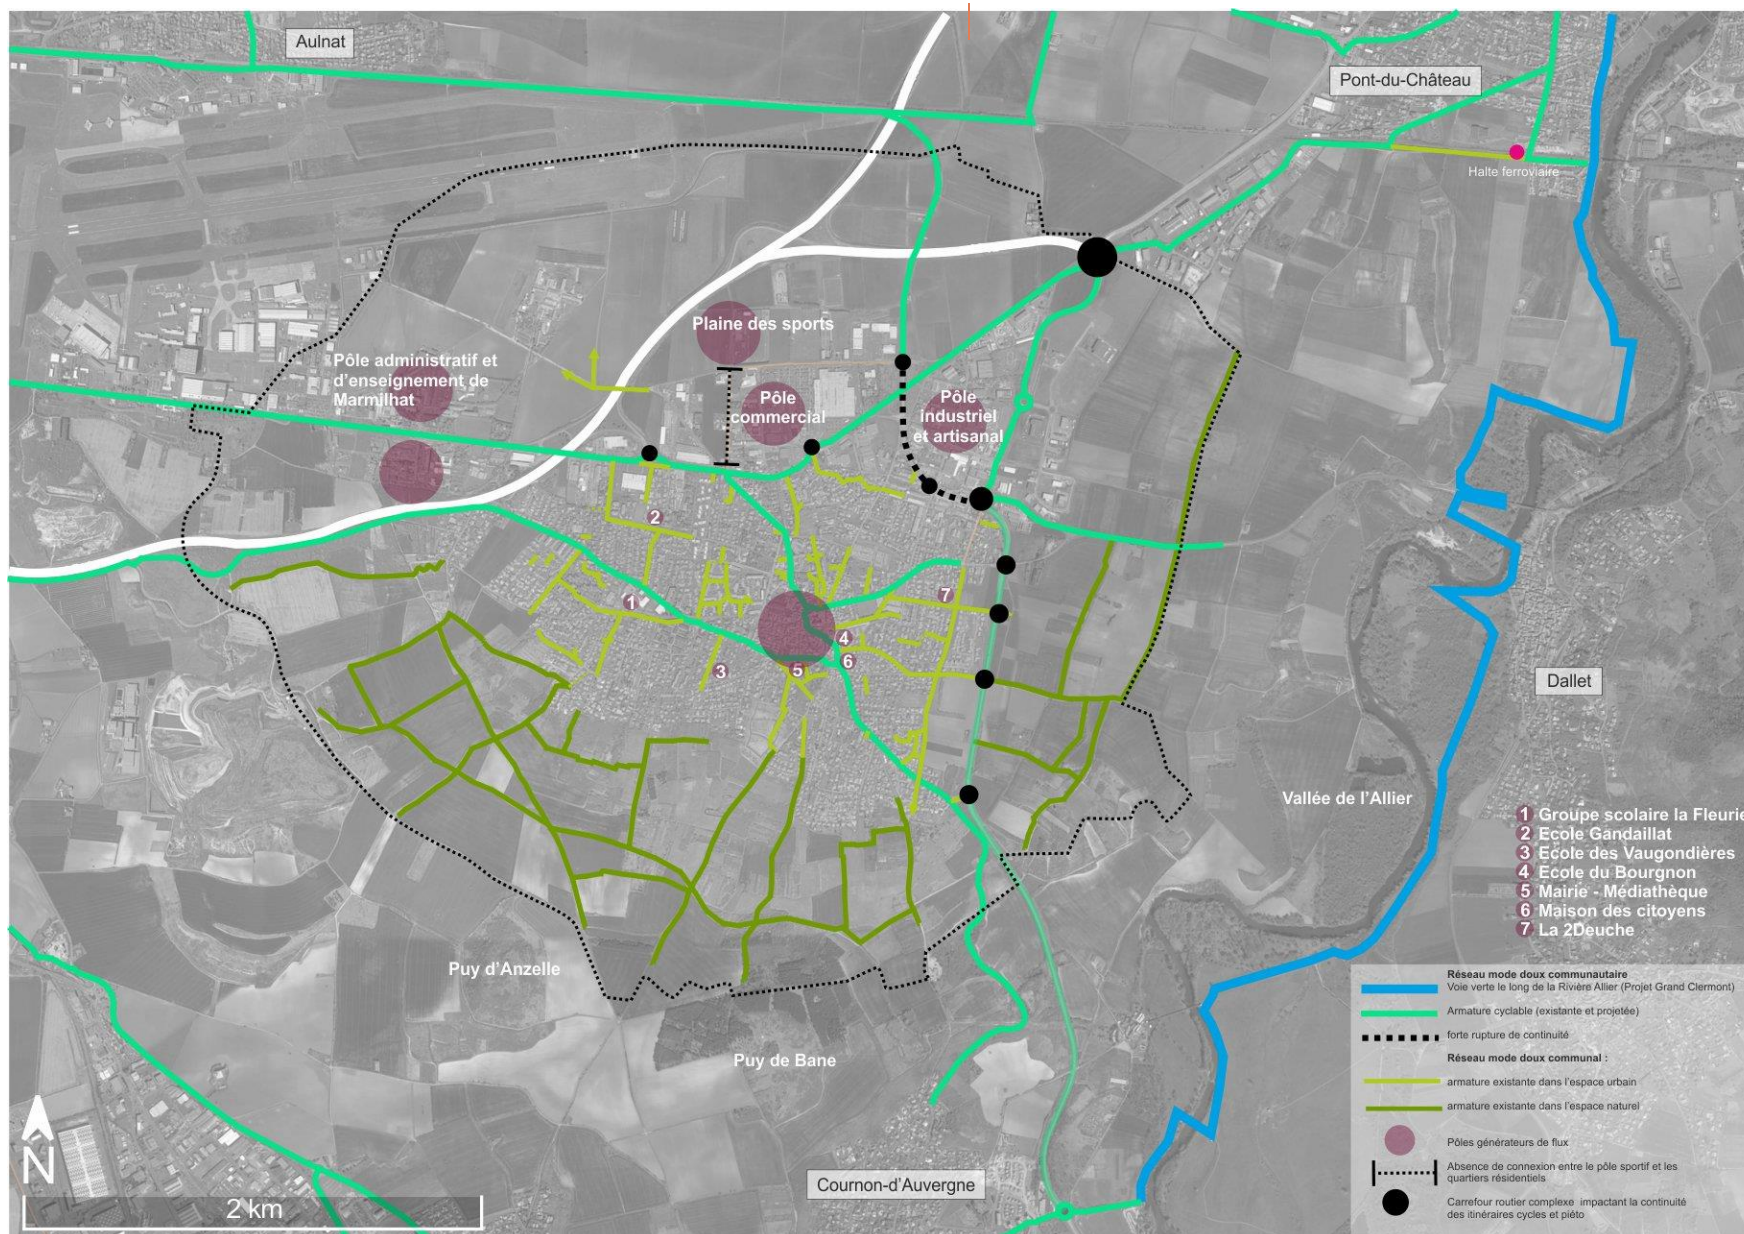 Aulnat
Pont-du-Château
Halte ferroviaire
Plaine des sports
Pôle administratif et
d'enseignement de
Marmilhat
Pôle
commercial
Pôle
industriel
et artisanal
2
1
7
4
3
5
6
Dallet
Vallée de l'Allier
1 Groupe scolaire la Fleurie
2 Ecole Gandaillat
3 Ecole des Vaugondières
4 Ecole du Bourgnon
5 Mairie - Médiathèque
6 Maison des citoyens
7 La 2Deuche
Puy d'Anzelle
Puy de Bane
Cournon-d'Auvergne
N
2 km
Réseau mode doux communautaire
Voie verte le long de la Rivière Allier (Projet Grand Clermont)
Armature cyclable (existante et projetée)
forte rupture de continuité
Réseau mode doux communal :
armature existante dans l'espace urbain
armature existante dans l'espace naturel
Pôles générateurs de flux
Absence de connexion entre le pôle sportif et les
quartiers résidentiels
Carrefour routier complexe impactant la continuité
des itinéraires cycles et piéto